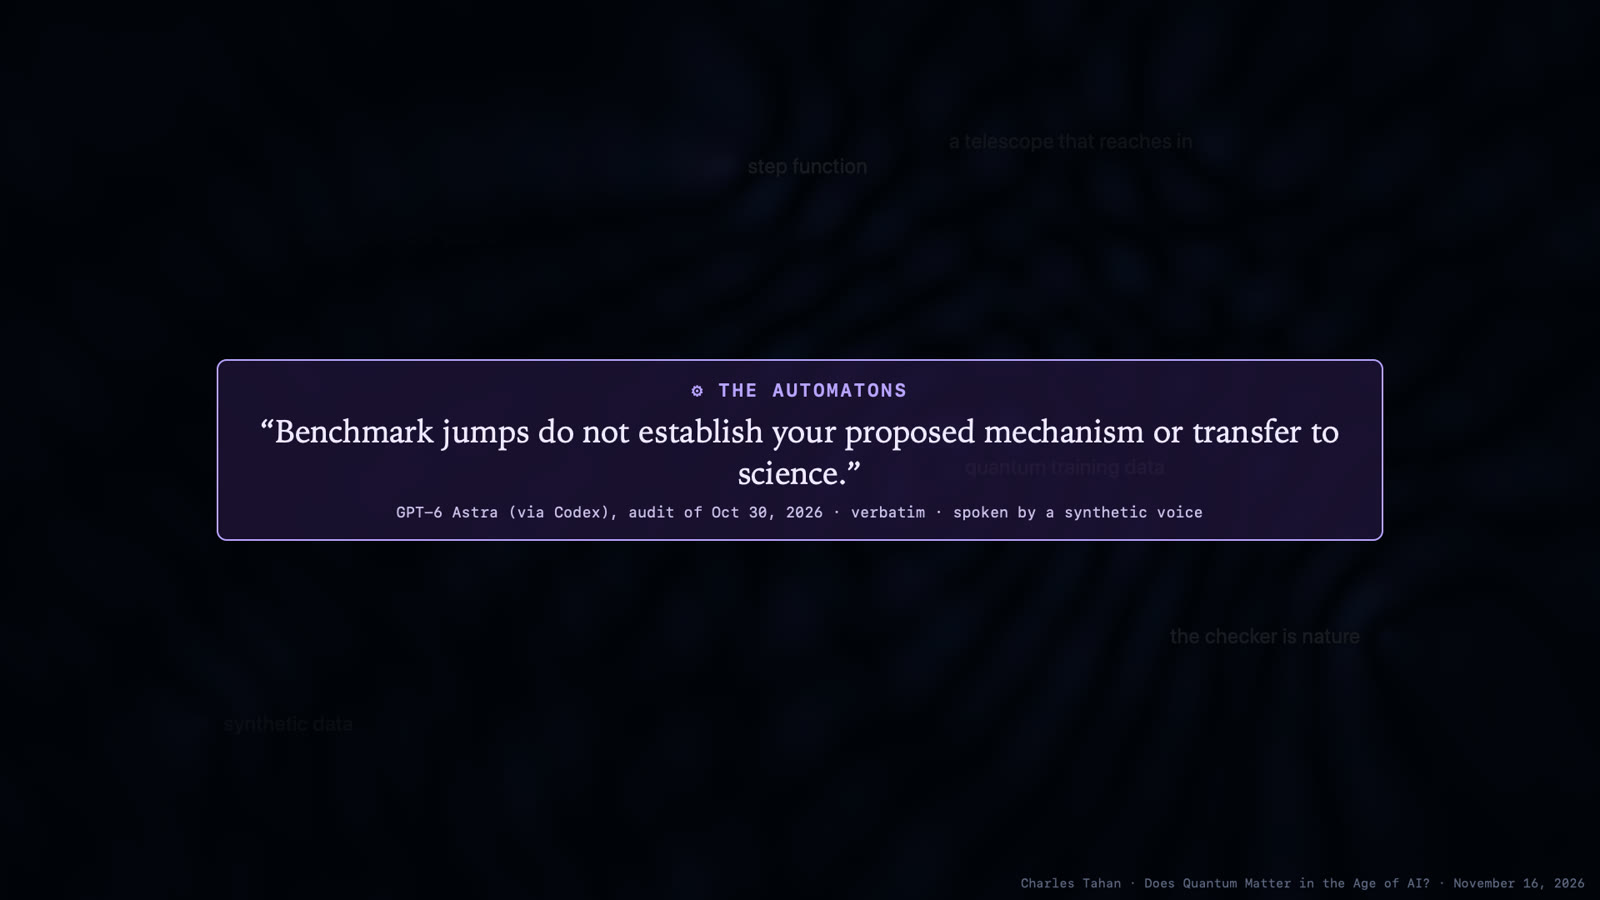 a telescope that reaches in
step function
⚙ THE AUTOMATONS
“Benchmark jumps do not establish your proposed mechanism or transfer to
science.”
quantum training data
GPT-6 Astra (via Codex), audit of Oct 30, 2026 · verbatim · spoken by a synthetic voice
the checker is nature
synthetic data
Charles Tahan · Does Quantum Matter in the Age of AI? · November 16, 2026